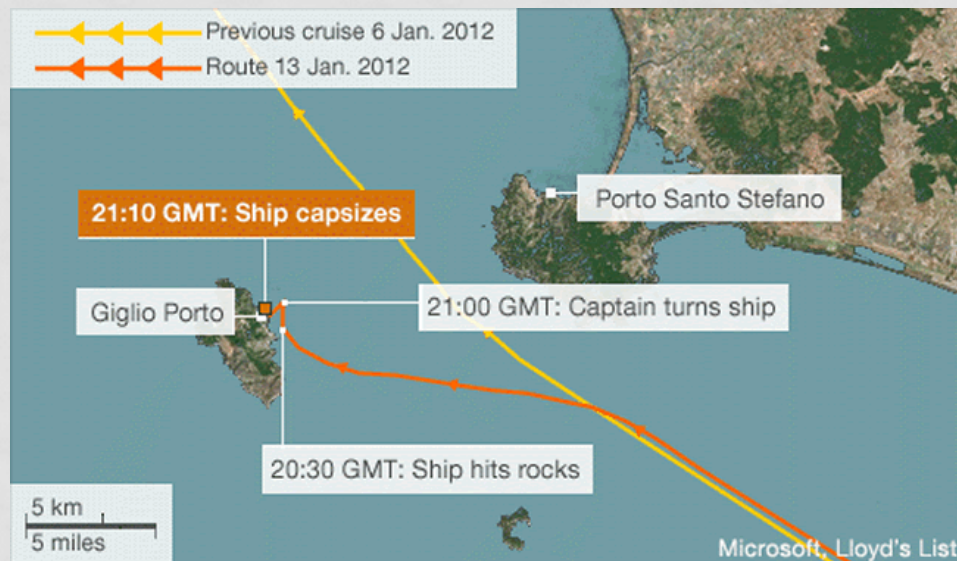 Previous cruise 6 Jan. 2012
Route 13 Jan. 2012
21:10 GMT: Ship capsizes
Porto Santo Stefano
Giglio Porto
21:00 GMT: Captain turns ship
20:30 GMT: Ship hits rocks
5 km
5 miles
Microsoft, Lloyd's List